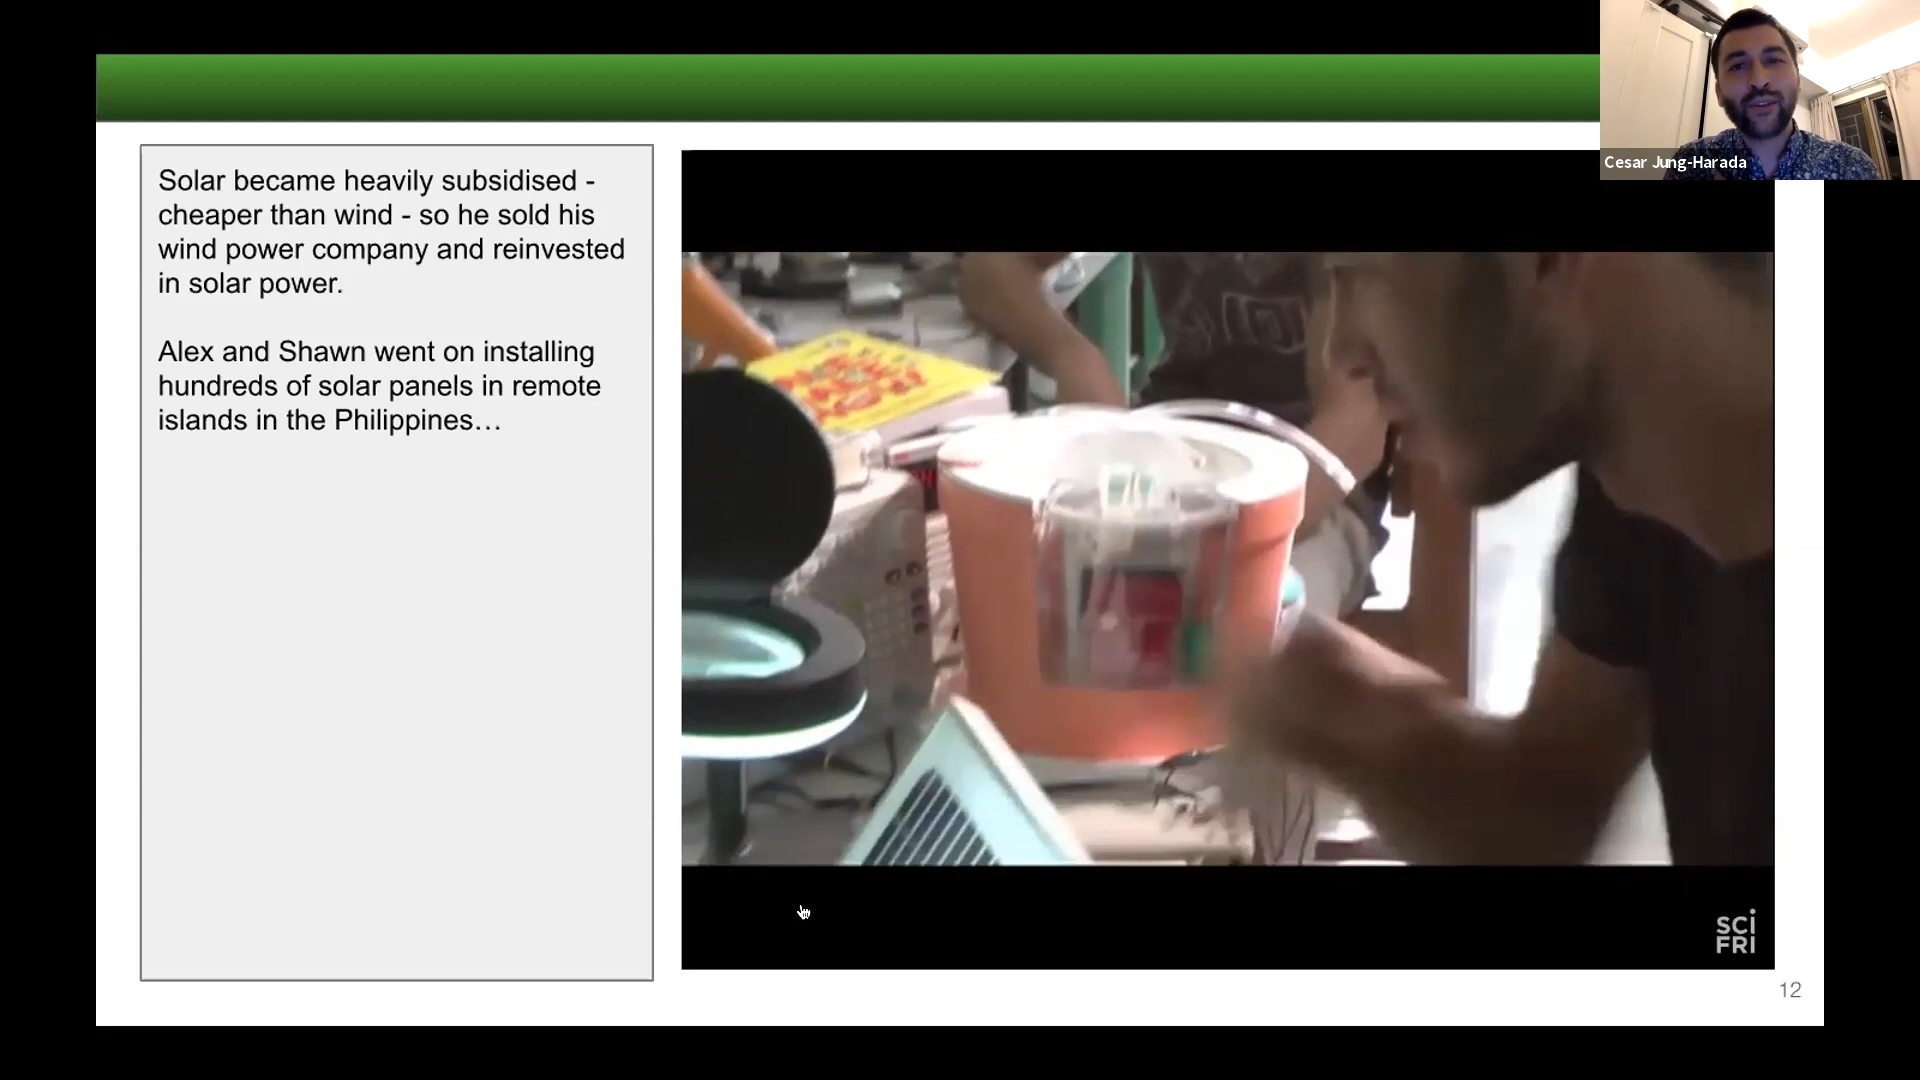 Cesar Jung-Harada
Solar became heavily subsidised -
cheaper than wind - so he sold his
wind power company and reinvested
in solar power.
Alex and Shawn went on installing
hundreds of solar panels in remote
islands in the Philippines…
SCI
FRI
12